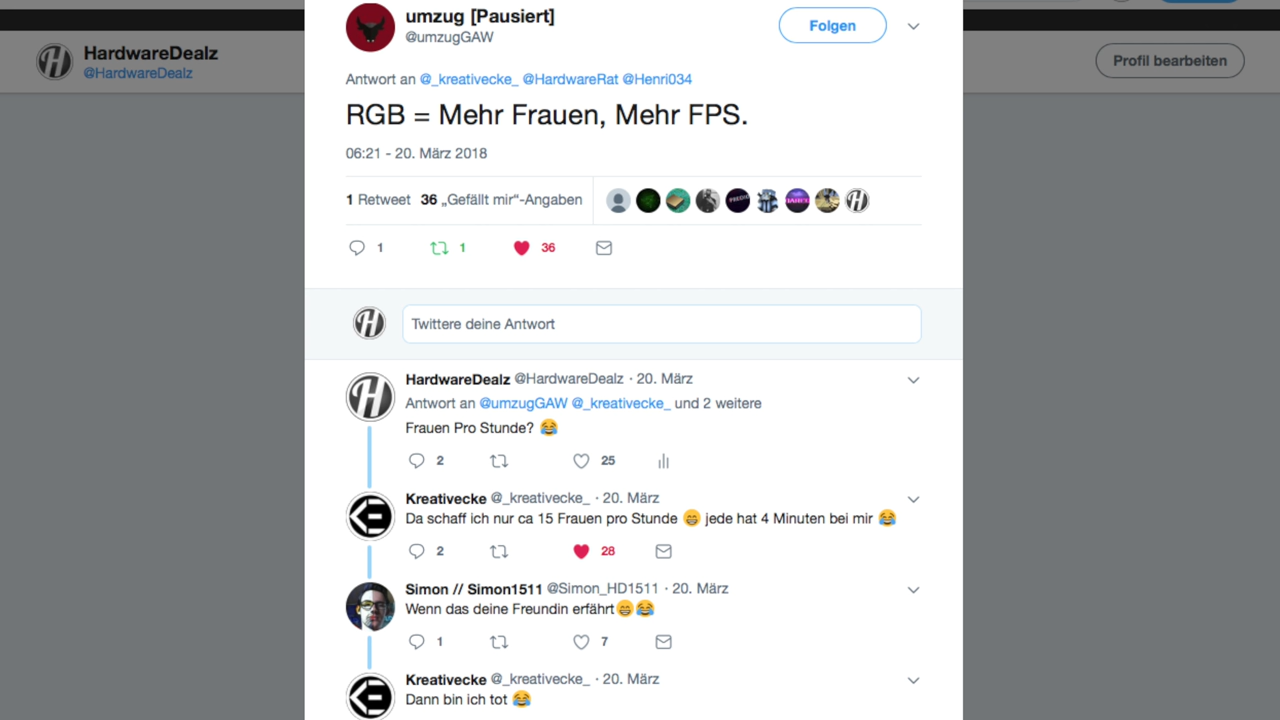 umzug [Pausiert]
@umzugGAW
Folgen
HardwareDealz
@HardwareDealz
Profil bearbeiten
Antwort an @_kreativecke_ @HardwareRat @Henri034
RGB = Mehr Frauen, Mehr FPS.
06:21 - 20. März 2018
1 Retweet 36 „Gefällt mir“-Angaben
1 1 36
Twittere deine Antwort
HardwareDealz @HardwareDealz · 20. März
Antwort an @umzugGAW @_kreativecke_ und 2 weitere
Frauen Pro Stunde? 😂
2 25
Kreativecke @_kreativecke_ · 20. März
Da schaff ich nur ca 15 Frauen pro Stunde 😁 jede hat 4 Minuten bei mir 😂
2 28
Simon // Simon1511 @Simon_HD1511 · 20. März
Wenn das deine Freundin erfährt😁😂
1 7
Kreativecke @_kreativecke_ · 20. März
Dann bin ich tot 😂